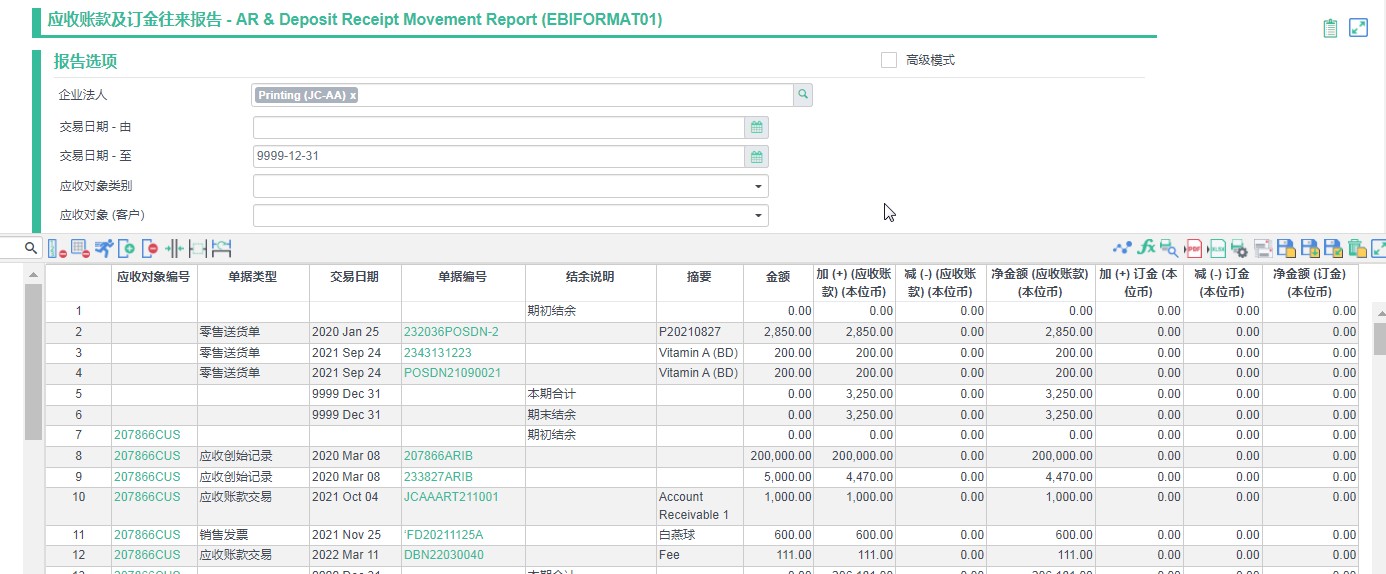 应收账款及订金往来报告 - AR & Deposit Receipt Movement Report (EBIFORMAT01)
报告选项
高级模式
企业法人 Printing (JC-AA) x
交易日期 - 由
交易日期 - 至 9999-12-31
应收对象类别
应收对象 (客户)
应收对象编号 单据类型 交易日期 单据编号 结余说明 摘要 金额 加 (+) (应收账款) (本位币) 减 (-) (应收账款) (本位币) 净金额 (应收账款) (本位币) 加 (+) 订金 (本位币) 减 (-) 订金 (本位币) 净金额 (订金) (本位币)
1 期初结余 0.00 0.00 0.00 0.00 0.00 0.00 0.00
2 零售送货单 2020 Jan 25 232036POSDN-2 P20210827 2,850.00 2,850.00 0.00 2,850.00 0.00 0.00 0.00
3 零售送货单 2021 Sep 24 2343131223 Vitamin A (BD) 200.00 200.00 0.00 200.00 0.00 0.00 0.00
4 零售送货单 2021 Sep 24 POSDN21090021 Vitamin A (BD) 200.00 200.00 0.00 200.00 0.00 0.00 0.00
5 9999 Dec 31 本期合计 0.00 3,250.00 0.00 3,250.00 0.00 0.00 0.00
6 9999 Dec 31 期末结余 0.00 3,250.00 0.00 3,250.00 0.00 0.00 0.00
7 207866CUS 期初结余 0.00 0.00 0.00 0.00 0.00 0.00 0.00
8 207866CUS 应收创始记录 2020 Mar 08 207866ARIB 200,000.00 200,000.00 0.00 200,000.00 0.00 0.00 0.00
9 207866CUS 应收创始记录 2020 Mar 08 233827ARIB 5,000.00 4,470.00 0.00 4,470.00 0.00 0.00 0.00
10 207866CUS 应收账款交易 2021 Oct 04 JCAAART211001 Account Receivable 1 1,000.00 1,000.00 0.00 1,000.00 0.00 0.00 0.00
11 207866CUS 销售发票 2021 Nov 25 'FD20211125A 白燕球 600.00 600.00 0.00 600.00 0.00 0.00 0.00
12 207866CUS 应收账款交易 2022 Mar 11 DBN22030040 Fee 111.00 111.00 0.00 111.00 0.00 0.00 0.00